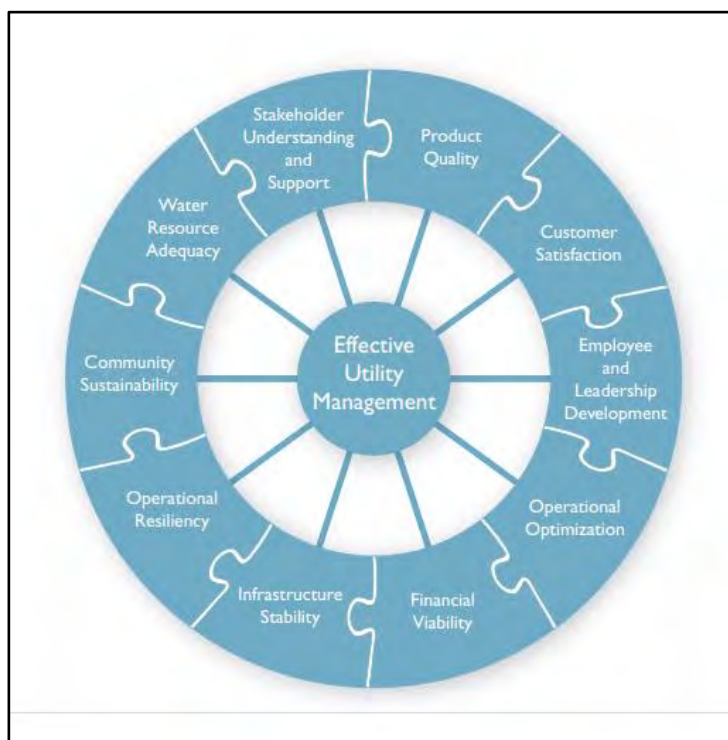 Stakeholder
Understanding
and
Support
Product
Quality
Customer
Satisfaction
Employee
and
Leadership
Development
Operational
Optimization
Financial
Viability
Infrastructure
Stability
Operational
Resiliency
Community
Sustainability
Water
Resource
Adequacy
Effective
Utility
Management